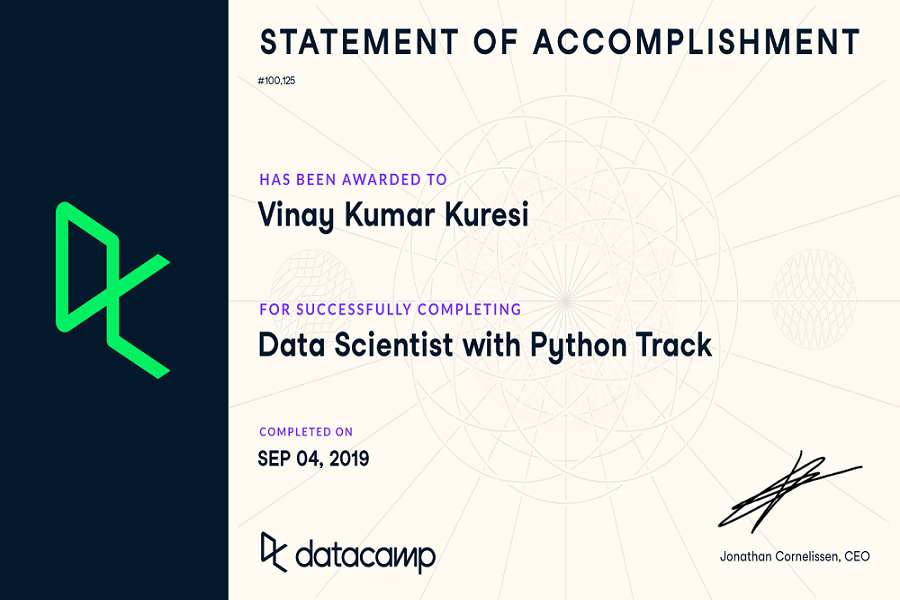 STATEMENT OF ACCOMPLISHMENT
#100,125
HAS BEEN AWARDED TO
Vinay Kumar Kuresi
FOR SUCCESSFULLY COMPLETING
Data Scientist with Python Track
COMPLETED ON
SEP 04, 2019
datacamp
Jonathan Cornelissen, CEO